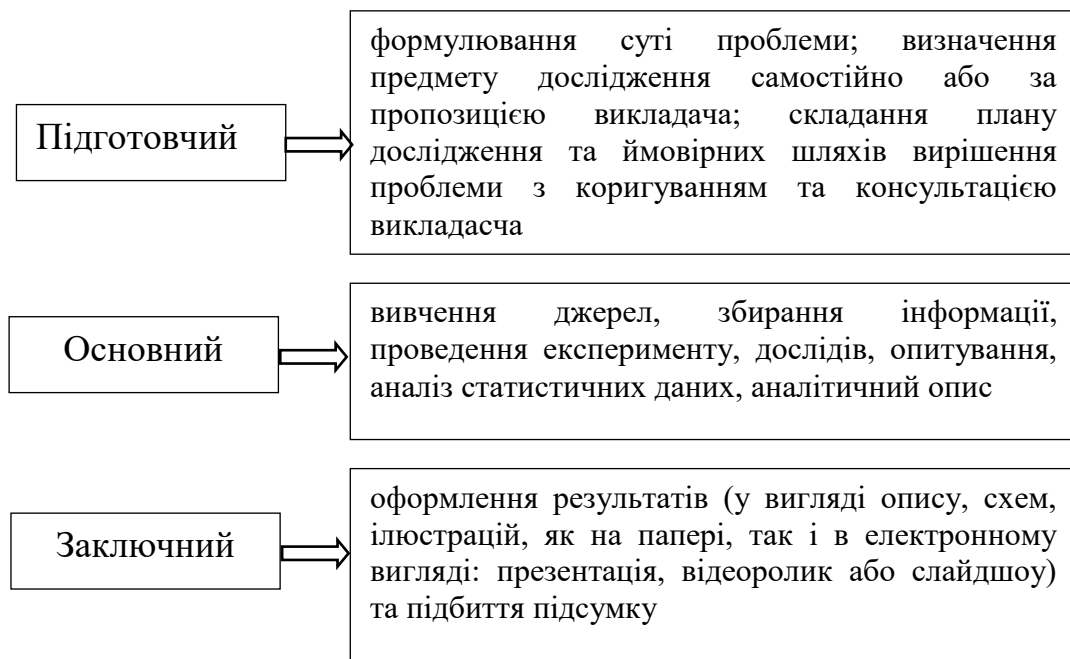 Підготовчий
формулювання суті проблеми; визначення
предмету дослідження самостійно або за
пропозицією викладача; складання плану
дослідження та ймовірних шляхів вирішення
проблеми з коригуванням та консультацією
викладасча
Основний
вивчення джерел, збирання інформації,
проведення експерименту, дослідів, опитування,
аналіз статистичних даних, аналітичний опис
Заключний
оформлення результатів (у вигляді опису, схем,
ілюстрацій, як на папері, так і в електронному
вигляді: презентація, відеоролик або слайдшоу)
та підбиття підсумку